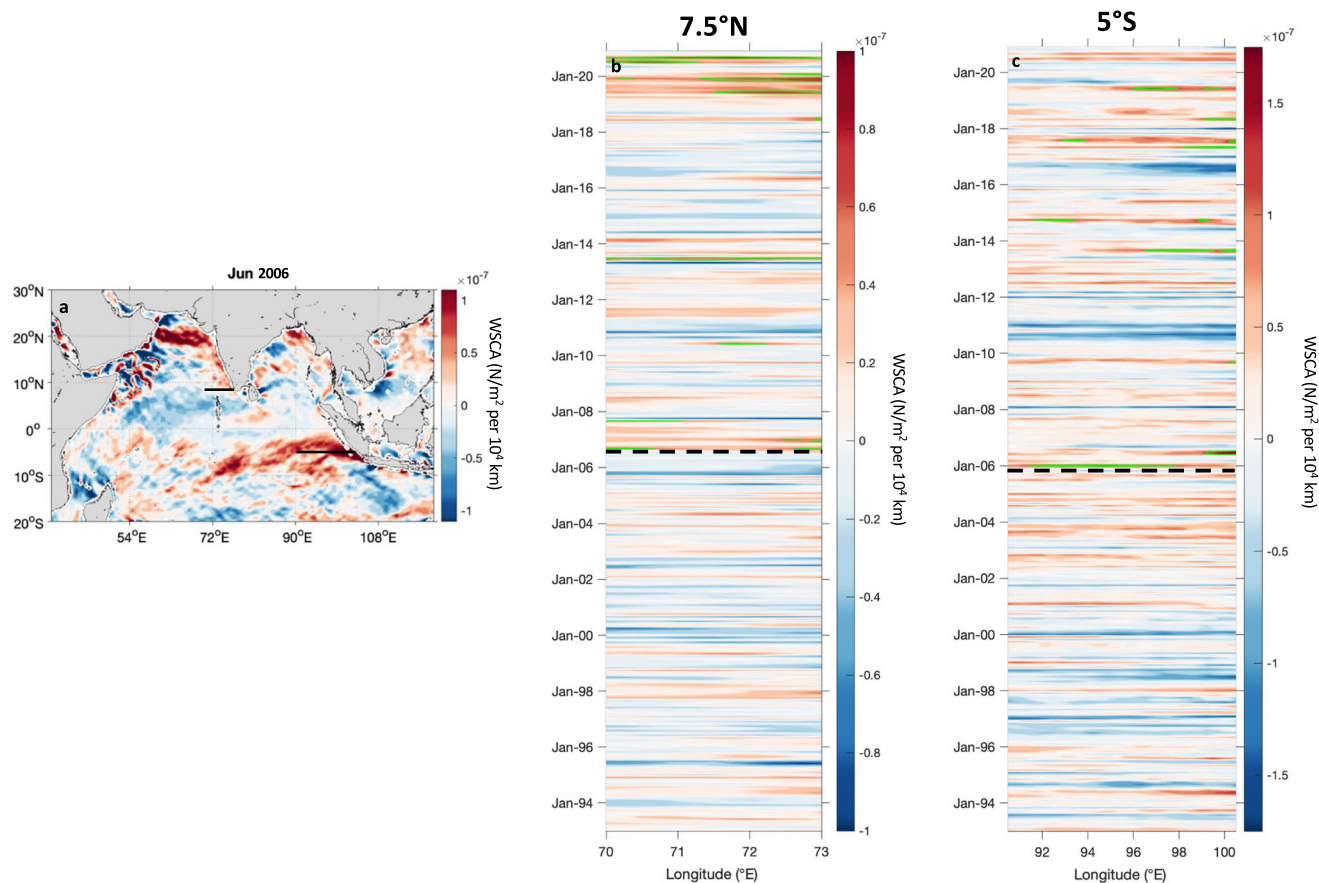 Jun 2006
a
×10⁻⁷
30°N
20°N
10°N
0°
10°S
20°S
54°E
72°E
90°E
108°E
1
0.5
0
-0.5
-1
WSCA (N/m² per 10⁴ km)
7.5°N
b
×10⁻⁷
Jan-20
Jan-18
Jan-16
Jan-14
Jan-12
Jan-10
Jan-08
Jan-06
Jan-04
Jan-02
Jan-00
Jan-98
Jan-96
Jan-94
70
71
72
73
Longitude (°E)
1
0.8
0.6
0.4
0.2
0
-0.2
-0.4
-0.6
-0.8
-1
WSCA (N/m² per 10⁴ km)
5°S
c
×10⁻⁷
Jan-20
Jan-18
Jan-16
Jan-14
Jan-12
Jan-10
Jan-08
Jan-06
Jan-04
Jan-02
Jan-00
Jan-98
Jan-96
Jan-94
92
94
96
98
100
Longitude (°E)
1.5
1
0.5
0
-0.5
-1
-1.5
WSCA (N/m² per 10⁴ km)